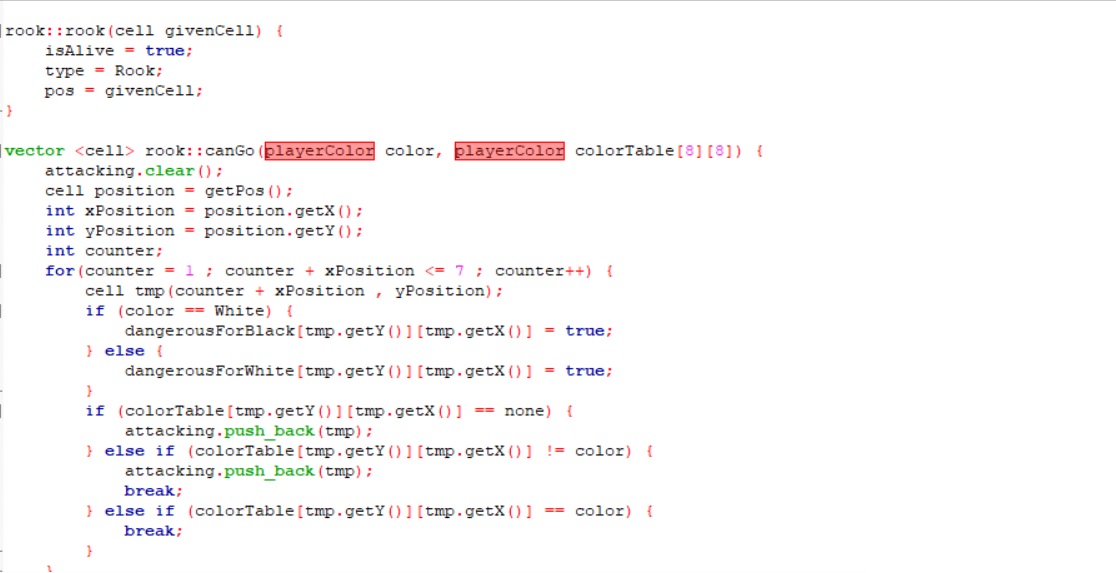 rook::rook(cell givenCell) {
    isAlive = true;
    type = Rook;
    pos = givenCell;
}
vector <cell> rook::canGo(playerColor color, playerColor colorTable[8][8]) {
    attacking.clear();
    cell position = getPos();
    int xPosition = position.getX();
    int yPosition = position.getY();
    int counter;
    for(counter = 1 ; counter + xPosition <= 7 ; counter++) {
        cell tmp(counter + xPosition , yPosition);
        if (color == White) {
            dangerousForBlack[tmp.getY()][tmp.getX()] = true;
        } else {
            dangerousForWhite[tmp.getY()][tmp.getX()] = true;
        }
        if (colorTable[tmp.getY()][tmp.getX()] == none) {
            attacking.push_back(tmp);
        } else if (colorTable[tmp.getY()][tmp.getX()] != color) {
            attacking.push_back(tmp);
            break;
        } else if (colorTable[tmp.getY()][tmp.getX()] == color) {
            break;
        }
    }